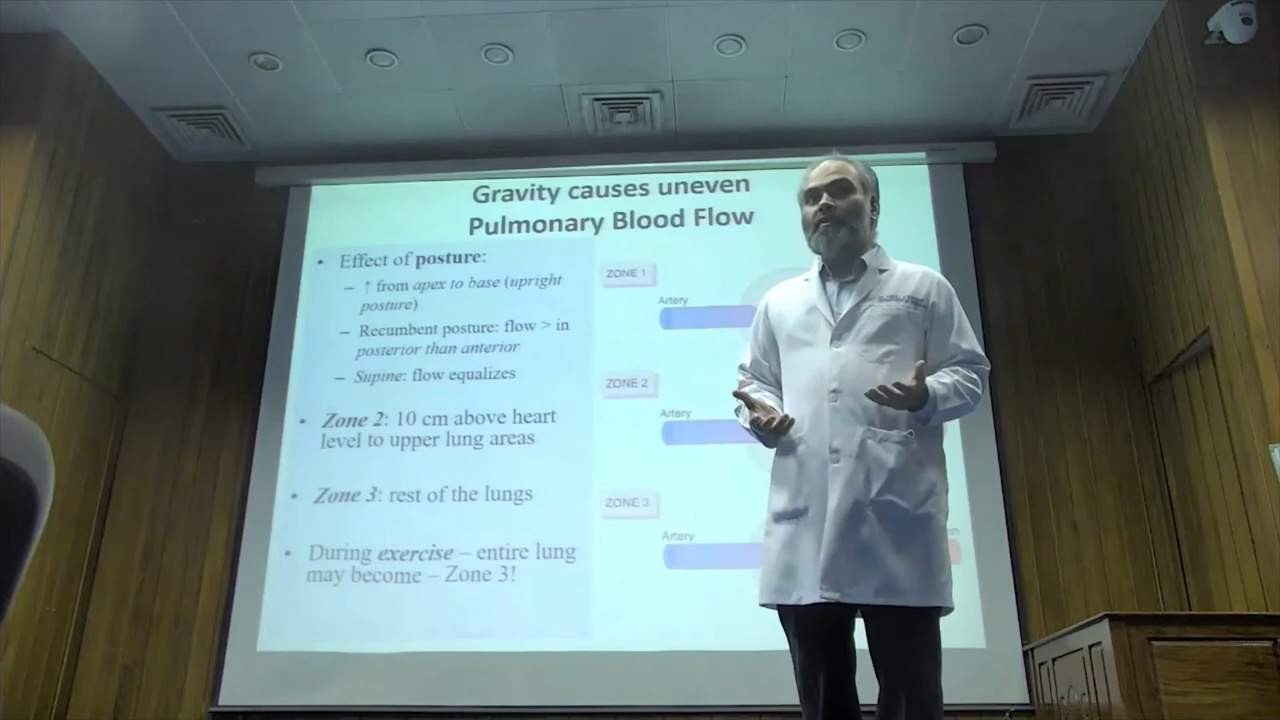 Gravity causes uneven
Pulmonary Blood Flow
• Effect of posture:
– ↑ from apex to base (upright
posture)
– Recumbent posture: flow > in
posterior than anterior
– Supine: flow equalizes
• Zone 2: 10 cm above heart
level to upper lung areas
• Zone 3: rest of the lungs
• During exercise – entire lung
may become – Zone 3!
ZONE 1
Artery
ZONE 2
Artery
ZONE 3
Artery